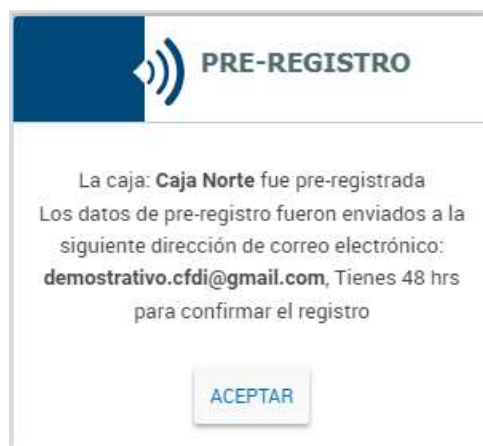 PRE-REGISTRO
La caja: Caja Norte fue pre-registrada
Los datos de pre-registro fueron enviados a la
siguiente dirección de correo electrónico:
demostrativo.cfdi@gmail.com, Tienes 48 hrs
para confirmar el registro
ACEPTAR